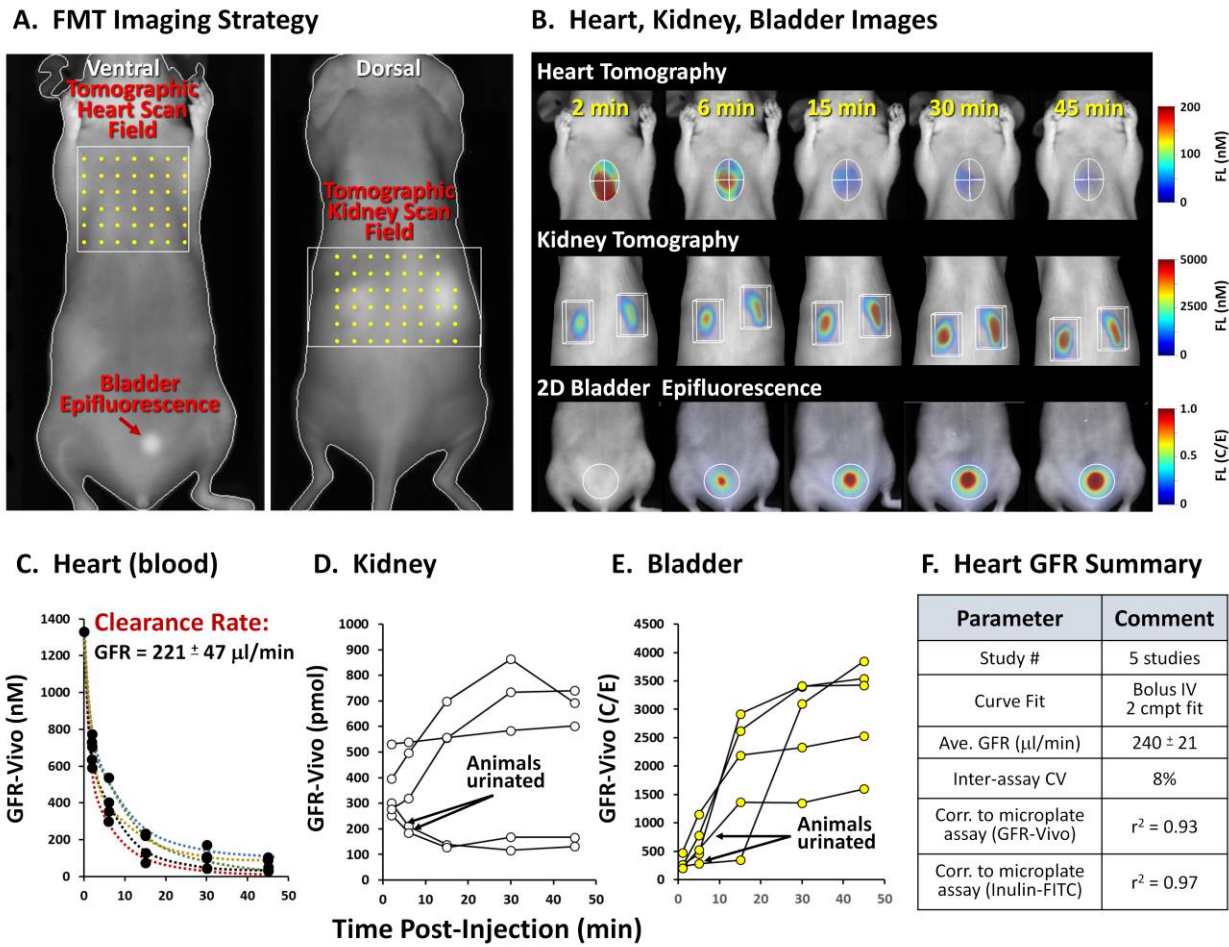 A. FMT Imaging Strategy
Ventral
Tomographic
Heart Scan
Field
Bladder
Epifluorescence
Dorsal
Tomographic
Kidney Scan
Field
B. Heart, Kidney, Bladder Images
Heart Tomography
2 min 6 min 15 min 30 min 45 min
200
100
0
FL (nM)
Kidney Tomography
5000
2500
0
FL (nM)
2D Bladder Epifluorescence
1.0
0.5
0
FL (C/E)
C. Heart (blood)
Clearance Rate:
GFR = 221 ± 47 µl/min
GFR-Vivo (nM)
1400
1200
1000
800
600
400
200
0
0 10 20 30 40 50
D. Kidney
GFR-Vivo (pmol)
1000
900
800
700
600
500
400
300
200
100
0
Animals
urinated
0 10 20 30 40 50
E. Bladder
GFR-Vivo (C/E)
4500
4000
3500
3000
2500
2000
1500
1000
500
0
Animals
urinated
0 10 20 30 40 50
Time Post-Injection (min)
F. Heart GFR Summary
Parameter Comment
Study # 5 studies
Curve Fit Bolus IV
2 cmpt fit
Ave. GFR (µl/min) 240 ± 21
Inter-assay CV 8%
Corr. to microplate
assay (GFR-Vivo) r² = 0.93
Corr. to microplate
assay (Inulin-FITC) r² = 0.97